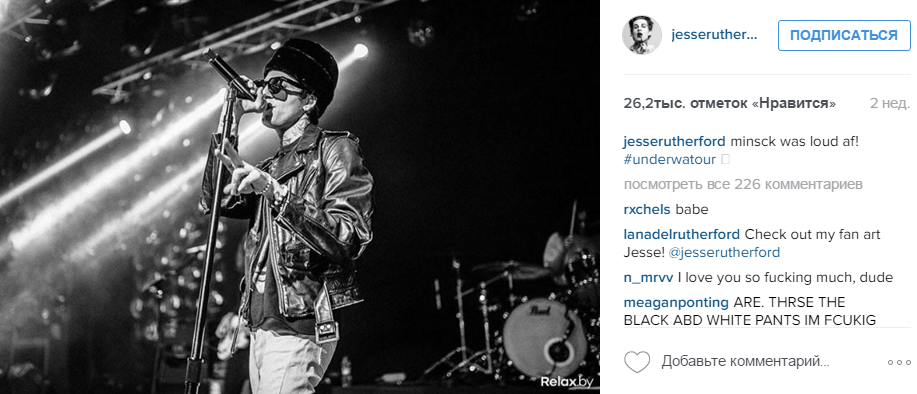 jesseruther...
ПОДПИСАТЬСЯ
26,2тыс. отметок «Нравится»
2 нед.
jesserutherford minsck was loud af!
#underwatour
посмотреть все 226 комментариев
rxchels babe
lanadelrutherford Check out my fan art
Jesse! @jesserutherford
n_mrvv I love you so fucking much, dude
meaganponting ARE. THRSE THE
BLACK ABD WHITE PANTS IM FCUKIG
Добавьте комментарий...
Pearl
Relax.by